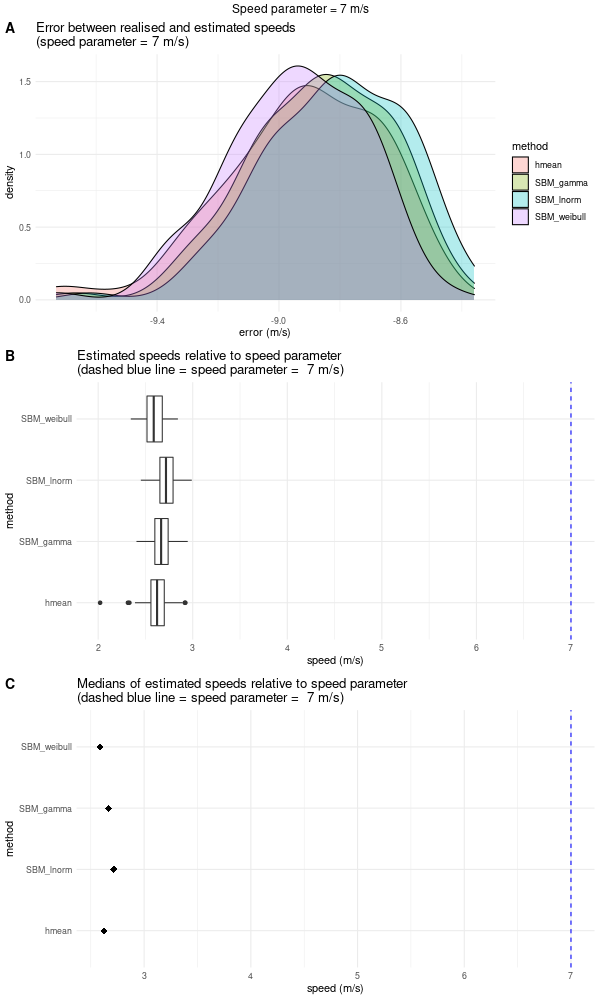 Speed parameter = 7 m/s
A
Error between realised and estimated speeds
(speed parameter = 7 m/s)
1.5
1.0
0.5
0.0
density
-9.4
-9.0
-8.6
error (m/s)
method
hmean
SBM_gamma
SBM_lnorm
SBM_weibull
B
Estimated speeds relative to speed parameter
(dashed blue line = speed parameter =  7 m/s)
SBM_weibull
SBM_lnorm
SBM_gamma
hmean
method
2
3
4
5
6
7
speed (m/s)
C
Medians of estimated speeds relative to speed parameter
(dashed blue line = speed parameter =  7 m/s)
SBM_weibull
SBM_gamma
SBM_lnorm
hmean
method
3
4
5
6
7
speed (m/s)